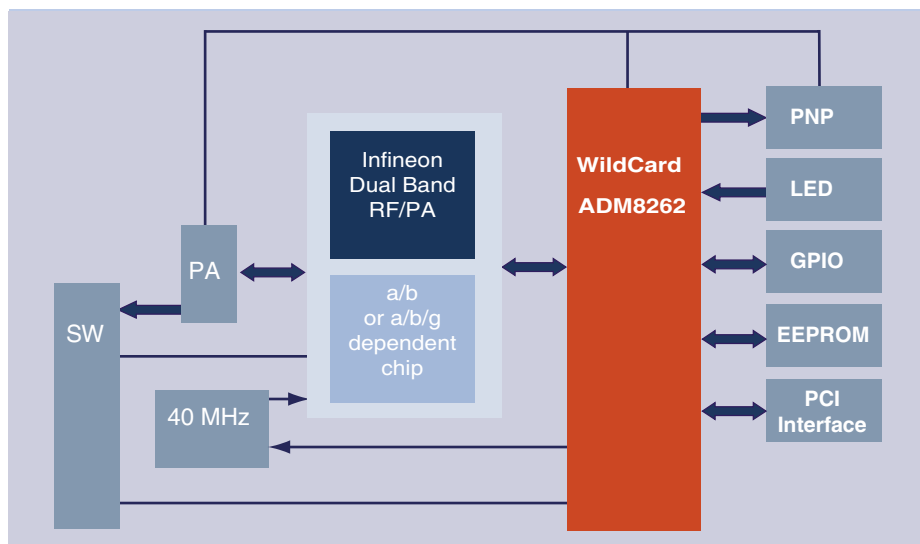 Infineon
Dual Band
RF/PA
a/b
or a/b/g
dependent
chip
WildCard
ADM8262
PNP
LED
GPIO
EEPROM
PCI
Interface
PA
SW
40 MHz